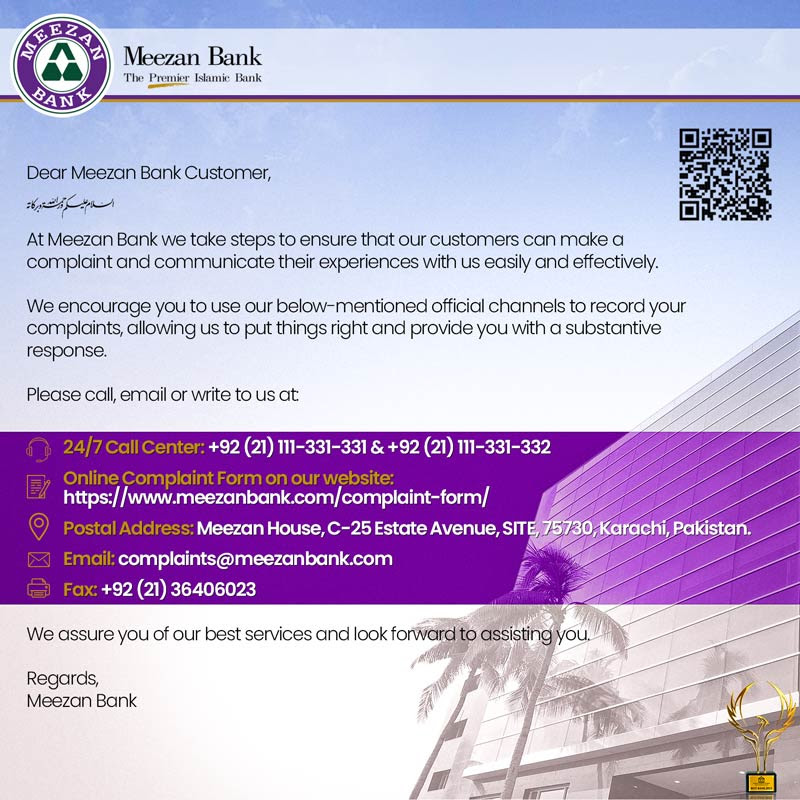 MEEZAN BANK
Meezan Bank
The Premier Islamic Bank
Dear Meezan Bank Customer,
السلام علیکم ورحمۃ اللہ وبرکاتہ
At Meezan Bank we take steps to ensure that our customers can make a
complaint and communicate their experiences with us easily and effectively.
We encourage you to use our below-mentioned official channels to record your
complaints, allowing us to put things right and provide you with a substantive
response.
Please call, email or write to us at:
24/7 Call Center: +92 (21) 111-331-331 & +92 (21) 111-331-332
Online Complaint Form on our website:
https://www.meezanbank.com/complaint-form/
Postal Address: Meezan House, C-25 Estate Avenue, SITE, 75730, Karachi, Pakistan.
Email: complaints@meezanbank.com
Fax: +92 (21) 36406023
We assure you of our best services and look forward to assisting you.
Regards,
Meezan Bank